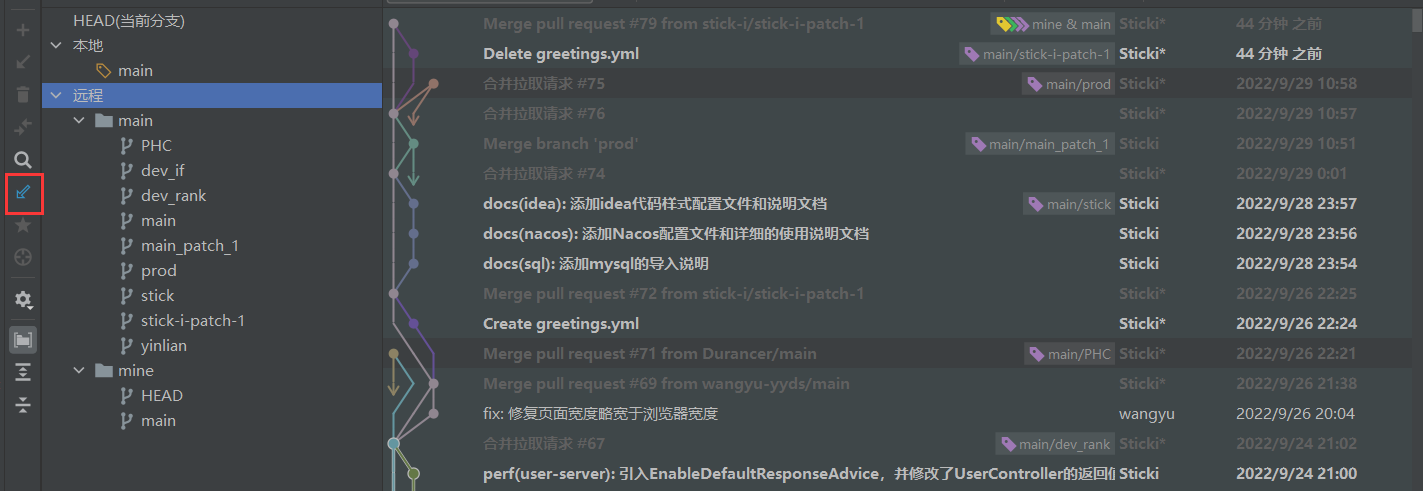 HEAD(当前分支)
本地
main
远程
main
PHC
dev_if
dev_rank
main
main_patch_1
prod
stick
stick-i-patch-1
yinlian
mine
HEAD
main
Merge pull request #79 from stick-i/stick-i-patch-1 mine & main Sticki* 44 分钟 之前
Delete greetings.yml main/stick-i-patch-1 Sticki* 44 分钟 之前
合并拉取请求 #75 main/prod Sticki* 2022/9/29 10:58
合并拉取请求 #76 Sticki* 2022/9/29 10:57
Merge branch 'prod' main/main_patch_1 Sticki* 2022/9/29 10:51
合并拉取请求 #74 Sticki* 2022/9/29 0:01
docs(idea): 添加idea代码样式配置文件和说明文档 main/stick Sticki 2022/9/28 23:57
docs(nacos): 添加Nacos配置文件和详细的使用说明文档 Sticki 2022/9/28 23:56
docs(sql): 添加mysql的导入说明 Sticki 2022/9/28 23:54
Merge pull request #72 from stick-i/stick-i-patch-1 Sticki* 2022/9/26 22:25
Create greetings.yml Sticki* 2022/9/26 22:24
Merge pull request #71 from Durancer/main main/PHC Sticki* 2022/9/26 22:21
Merge pull request #69 from wangyu-yyds/main Sticki* 2022/9/26 21:38
fix: 修复页面宽度略宽于浏览器宽度 wangyu 2022/9/26 20:04
合并拉取请求 #67 main/dev_rank Sticki* 2022/9/24 21:02
perf(user-server): 引入EnableDefaultResponseAdvice，并修改了UserController的返回值 Sticki 2022/9/24 21:00